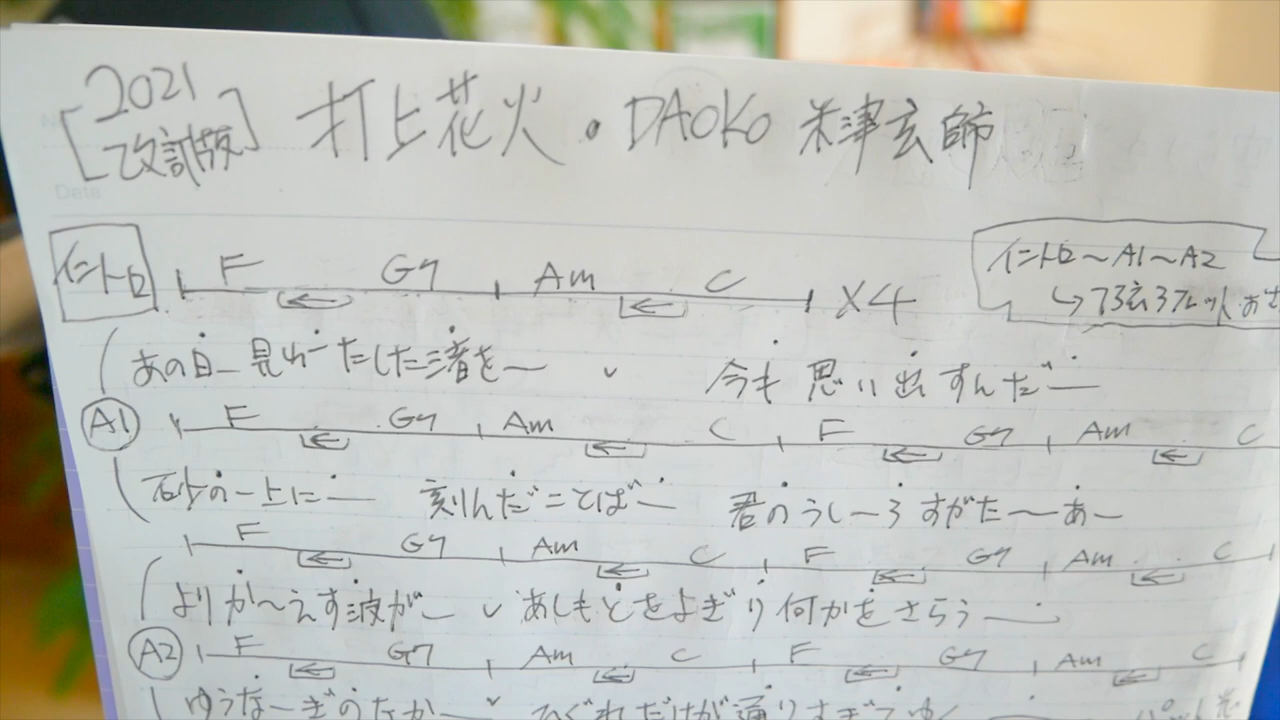 [2021 改訂版] 打上花火・DAOKO 米津玄師
イントロ F G7 Am C X4
イントロ〜A1〜A2
あの日ー見わーたした渚をー 今も思い出すんだー
A1 F G7 Am C F G7 Am C
砂の一上にー 刻んだことばー 君のうしーろすがた〜あー
F G7 Am C F G7 Am C
よりか〜えす波がー あしもとをよぎり何かをさらうー
A2 F G7 Am C F G7 Am C
ゆうなーぎのなかー ひぐれだけが通りすぎてゆく